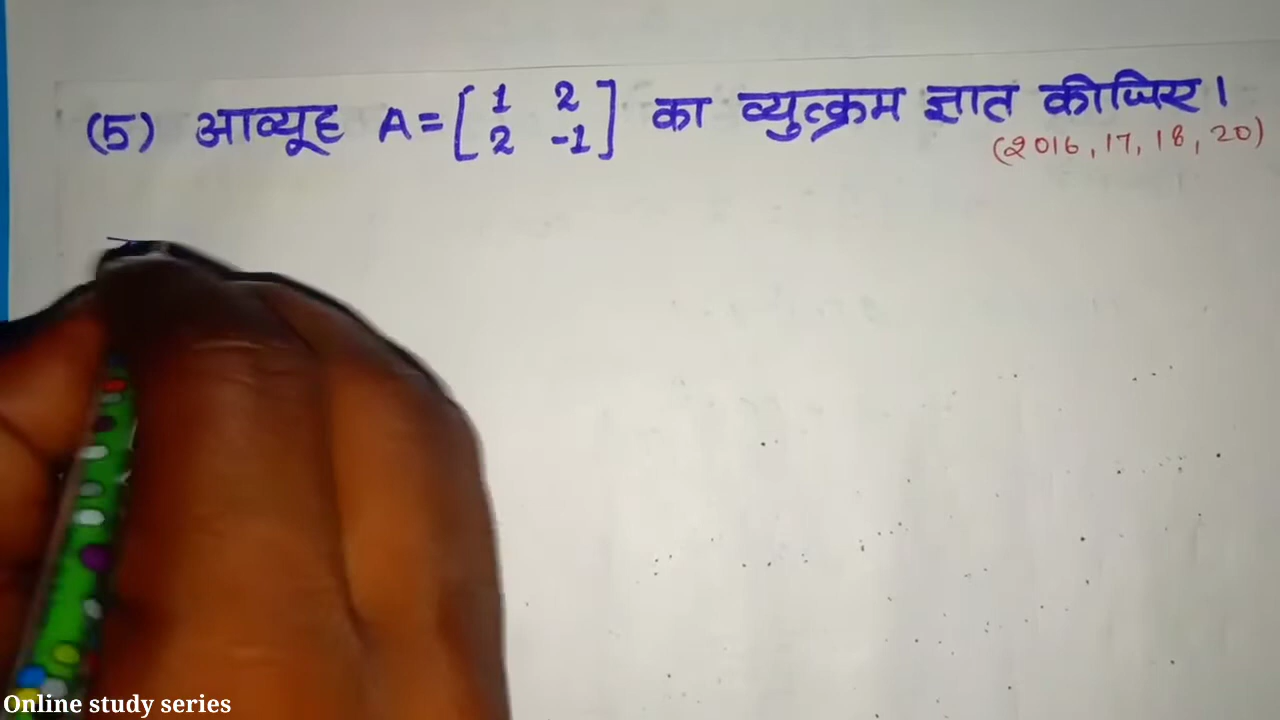 (5) आव्यूह A = [ 1 2 ] का व्युत्क्रम ज्ञात कीजिए।
[ 2 -1 ]
(2016, 17, 18, 20)
Online study series